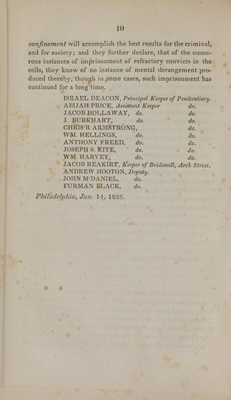 10
confinement will accomplish the best results for the criminal,
and for society; and they further declare, that of the nume-
rous instances of imprisonment of refractory convicts in the
cells, they know of no instance of mental derangement pro-
duced thereby, though in some cases, such imprisonment has
continued for a long time.
ISRAEL DEACON, Principal Keeper of Penitentiary.
ABIJAH PRICE, Assistant Keeper do.
JACOB HOLLAWAY, do. do.
J. BURKHART, do. do.
CHRIS'R ARMSTRONG, do.
WM. HELLINGS, do. do.
ANTHONY FREED, do. do.
JOSEPH S. KITE, do. do.
WM. HARVEY, do. do.
JACOB REAKIRT, Keeper of Bridewell, Arch Street.
ANDREW HOOTON, Deputy.
JOHN M'DANIEL, do.
FURMAN BLACK, do.
Philadelphia, Jan. 14, 1828.